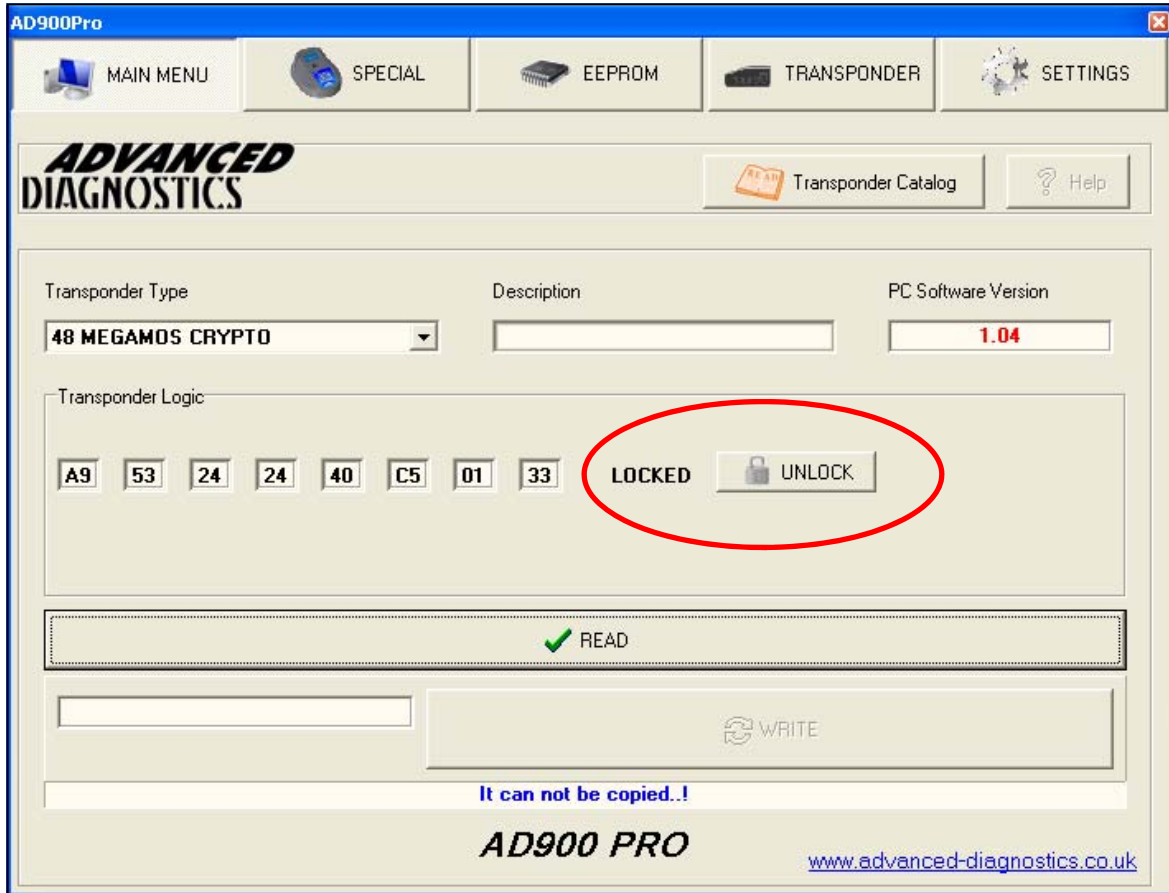 AD900Pro
MAIN MENU SPECIAL EEPROM TRANSPONDER SETTINGS
ADVANCED
DIAGNOSTICS
Transponder Catalog Help
Transponder Type Description PC Software Version
48 MEGAMOS CRYPTO 1.04
Transponder Logic
A9 53 24 24 40 C5 01 33 LOCKED UNLOCK
READ
WRITE
It can not be copied..!
AD900 PRO
www.advanced-diagnostics.co.uk